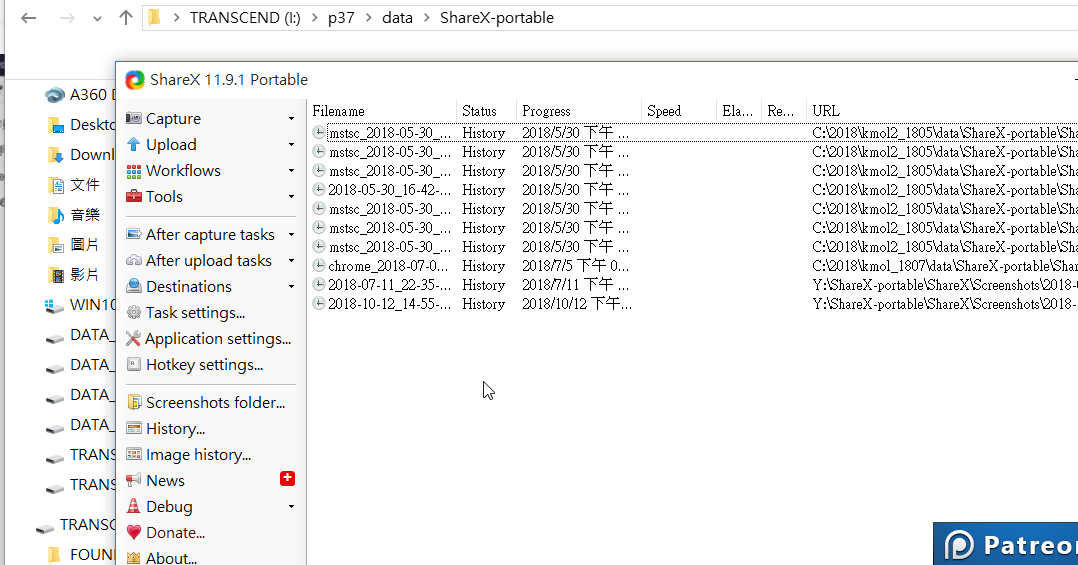 TRANSCEND (I:) > p37 > data > ShareX-portable
ShareX 11.9.1 Portable
A360 D
Deskto
Downl
文件
音樂
圖片
影片
WIN10
DATA_
DATA_
DATA_
DATA_
TRANS
TRANS
TRANSC
FOUN
Capture
Upload
Workflows
Tools
After capture tasks
After upload tasks
Destinations
Task settings...
Application settings...
Hotkey settings...
Screenshots folder...
History...
Image history...
News
Debug
Donate...
About...
Filename Status Progress Speed Ela... Re... URL
mstsc_2018-05-30_... History 2018/5/30 下午 ... C:\2018\kmol2_1805\data\ShareX-portable\Sha
mstsc_2018-05-30_... History 2018/5/30 下午 ... C:\2018\kmol2_1805\data\ShareX-portable\Sha
mstsc_2018-05-30_... History 2018/5/30 下午 ... C:\2018\kmol2_1805\data\ShareX-portable\Sha
2018-05-30_16-42-... History 2018/5/30 下午 ... C:\2018\kmol2_1805\data\ShareX-portable\Sha
mstsc_2018-05-30_... History 2018/5/30 下午 ... C:\2018\kmol2_1805\data\ShareX-portable\Sha
mstsc_2018-05-30_... History 2018/5/30 下午 ... C:\2018\kmol2_1805\data\ShareX-portable\Sha
mstsc_2018-05-30_... History 2018/5/30 下午 ... C:\2018\kmol2_1805\data\ShareX-portable\Sha
chrome_2018-07-0... History 2018/7/5 下午 0... C:\2018\kmol_1807\data\ShareX-portable\Shar
2018-07-11_22-35-... History 2018/7/11 下午 ... Y:\ShareX-portable\ShareX\Screenshots\2018-0
2018-10-12_14-55-... History 2018/10/12 下午... Y:\ShareX-portable\ShareX\Screenshots\2018-
Patreon